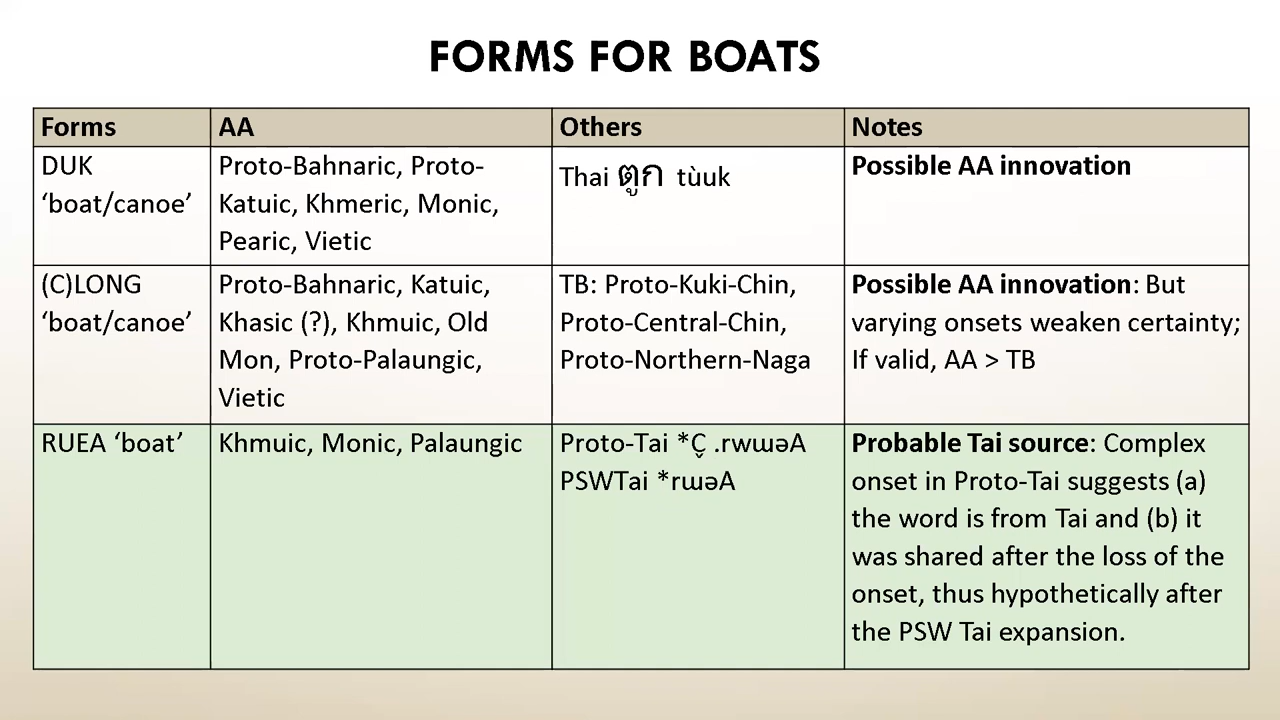 FORMS FOR BOATS
Forms
AA
Others
Notes
DUK
‘boat/canoe’
Proto-Bahnaric, Proto-
Katuic, Khmeric, Monic,
Pearic, Vietic
Thai ตูก tùuk
Possible AA innovation
(C)LONG
‘boat/canoe’
Proto-Bahnaric, Katuic,
Khasic (?), Khmuic, Old
Mon, Proto-Palaungic,
Vietic
TB: Proto-Kuki-Chin,
Proto-Central-Chin,
Proto-Northern-Naga
Possible AA innovation: But
varying onsets weaken certainty;
If valid, AA > TB
RUEA ‘boat’
Khmuic, Monic, Palaungic
Proto-Tai *C̬ .rwɯəA
PSWTai *rɯəA
Probable Tai source: Complex
onset in Proto-Tai suggests (a)
the word is from Tai and (b) it
was shared after the loss of the
onset, thus hypothetically after
the PSW Tai expansion.